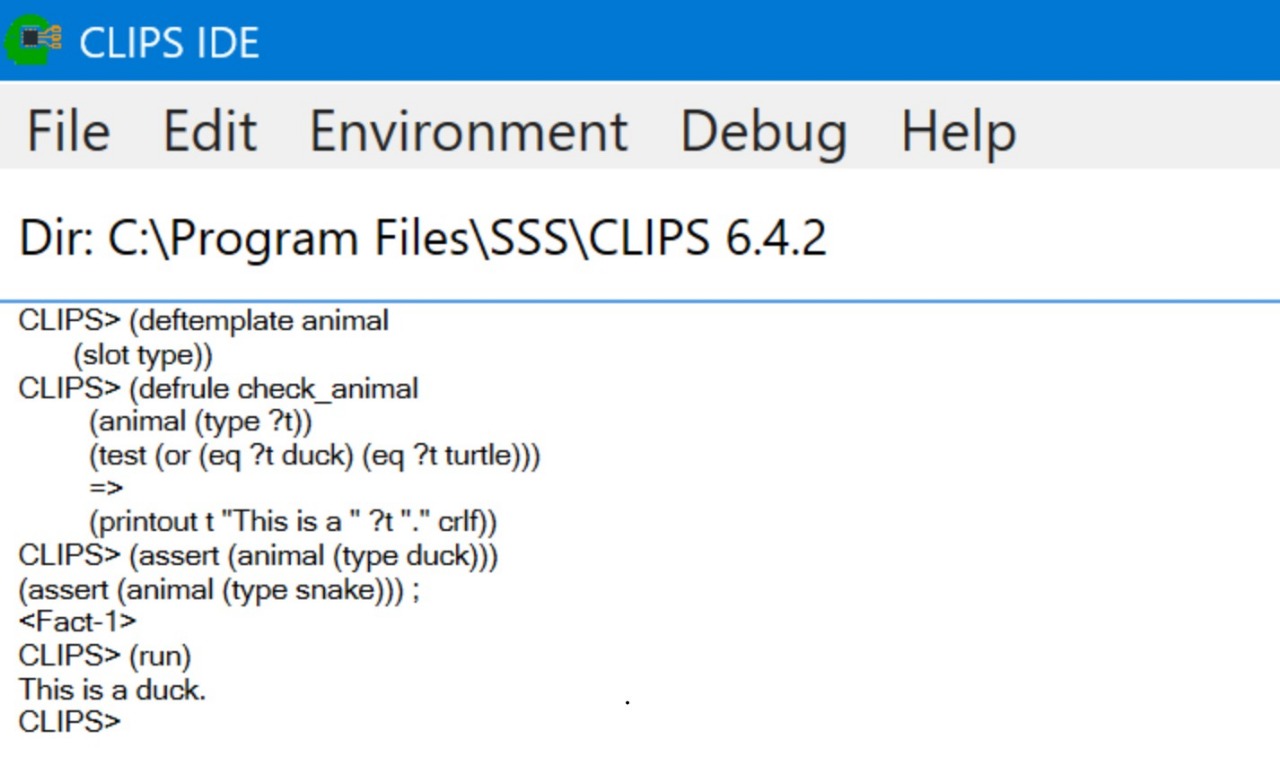 CLIPS IDE
File Edit Environment Debug Help
Dir: C:\Program Files\SSS\CLIPS 6.4.2
CLIPS> (deftemplate animal
(slot type))
CLIPS> (defrule check_animal
(animal (type ?t))
(test (or (eq ?t duck) (eq ?t turtle)))
=>
(printout t "This is a " ?t "." crlf))
CLIPS> (assert (animal (type duck)))
(assert (animal (type snake))) ;
<Fact-1>
CLIPS> (run)
This is a duck.
CLIPS>